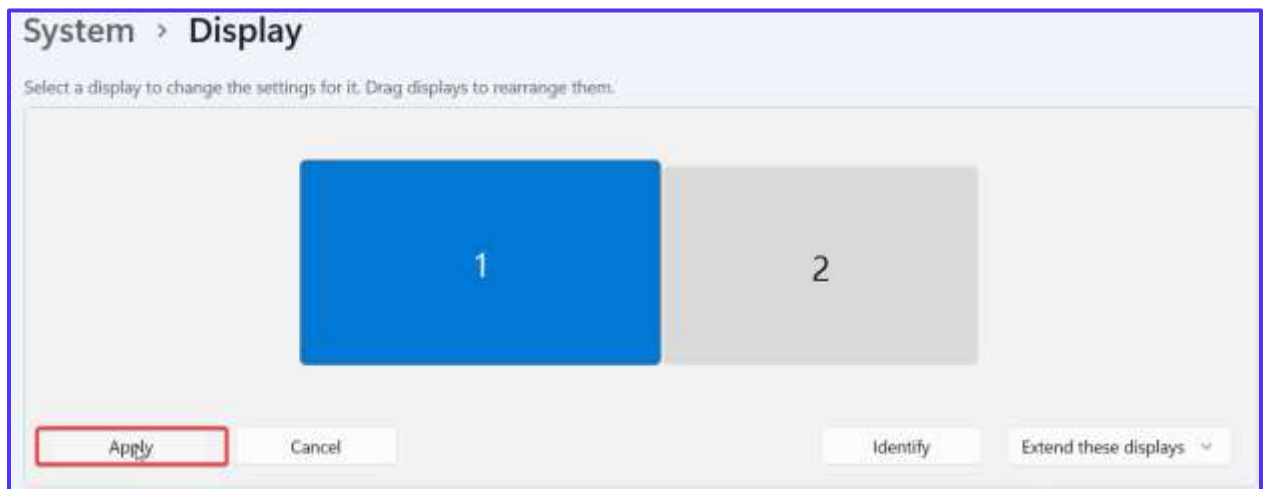 System > Display
Select a display to change the settings for it. Drag displays to rearrange them.
1 2
Apply Cancel Identify Extend these displays